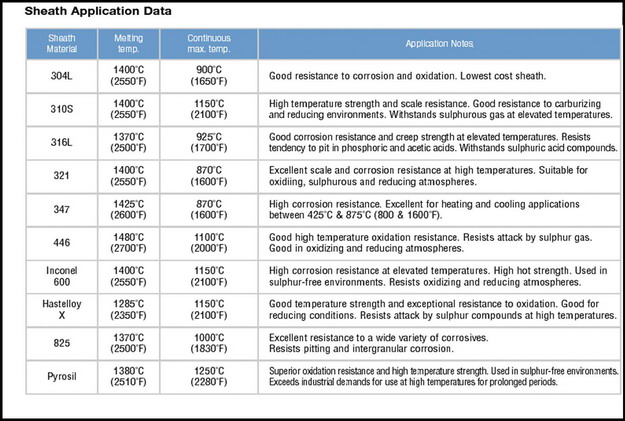 Sheath Application Data
Sheath Material | Melting temp. | Continuous max. temp. | Application Notes
304L | 1400°C (2550°F) | 900°C (1650°F) | Good resistance to corrosion and oxidation. Lowest cost sheath.
310S | 1400°C (2550°F) | 1150°C (2100°F) | High temperature strength and scale resistance. Good resistance to carburizing
and reducing environments. Withstands sulphurous gas at elevated temperatures.
316L | 1370°C (2500°F) | 925°C (1700°F) | Good corrosion resistance and creep strength at elevated temperatures. Resists
tendency to pit in phosphoric and acetic acids. Withstands sulphuric acid compounds.
321 | 1400°C (2550°F) | 870°C (1600°F) | Excellent scale and corrosion resistance at high temperatures. Suitable for
oxidiing, sulphurous and reducing atmospheres.
347 | 1425°C (2600°F) | 870°C (1600°F) | High corrosion resistance. Excellent for heating and cooling applications
between 425°C & 875°C (800 & 1600°F).
446 | 1480°C (2700°F) | 1100°C (2000°F) | Good high temperature oxidation resistance. Resists attack by sulphur gas.
Good in oxidizing and reducing atmospheres.
Inconel 600 | 1400°C (2550°F) | 1150°C (2100°F) | High corrosion resistance at elevated temperatures. High hot strength. Used in
sulphur-free environments. Resists oxidizing and reducing atmospheres.
Hastelloy X | 1285°C (2350°F) | 1150°C (2100°F) | Good temperature strength and exceptional resistance to oxidation. Good for
reducing conditions. Resists attack by sulphur compounds at high temperatures.
825 | 1370°C (2500°F) | 1000°C (1830°F) | Excellent resistance to a wide variety of corrosives.
Resists pitting and intergranular corrosion.
Pyrosil | 1380°C (2510°F) | 1250°C (2280°F) | Superior oxidation resistance and high temperature strength. Used in sulphur-free environments.
Exceeds industrial demands for use at high temperatures for prolonged periods.